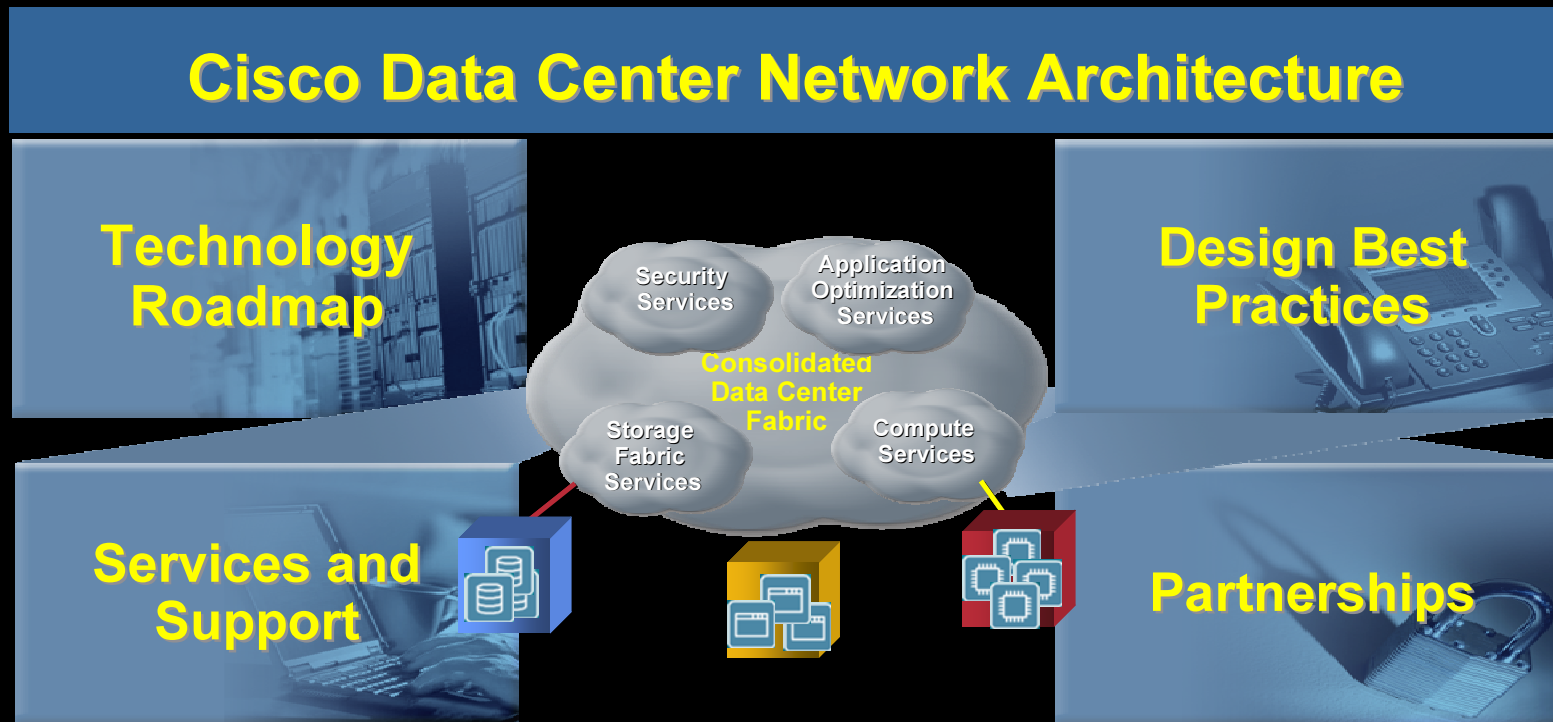 Cisco Data Center Network Architecture
Technology
Roadmap
Design Best
Practices
Security
Services
Application
Optimization
Services
Consolidated
Data Center
Fabric
Storage
Fabric
Services
Compute
Services
Services and
Support
Partnerships